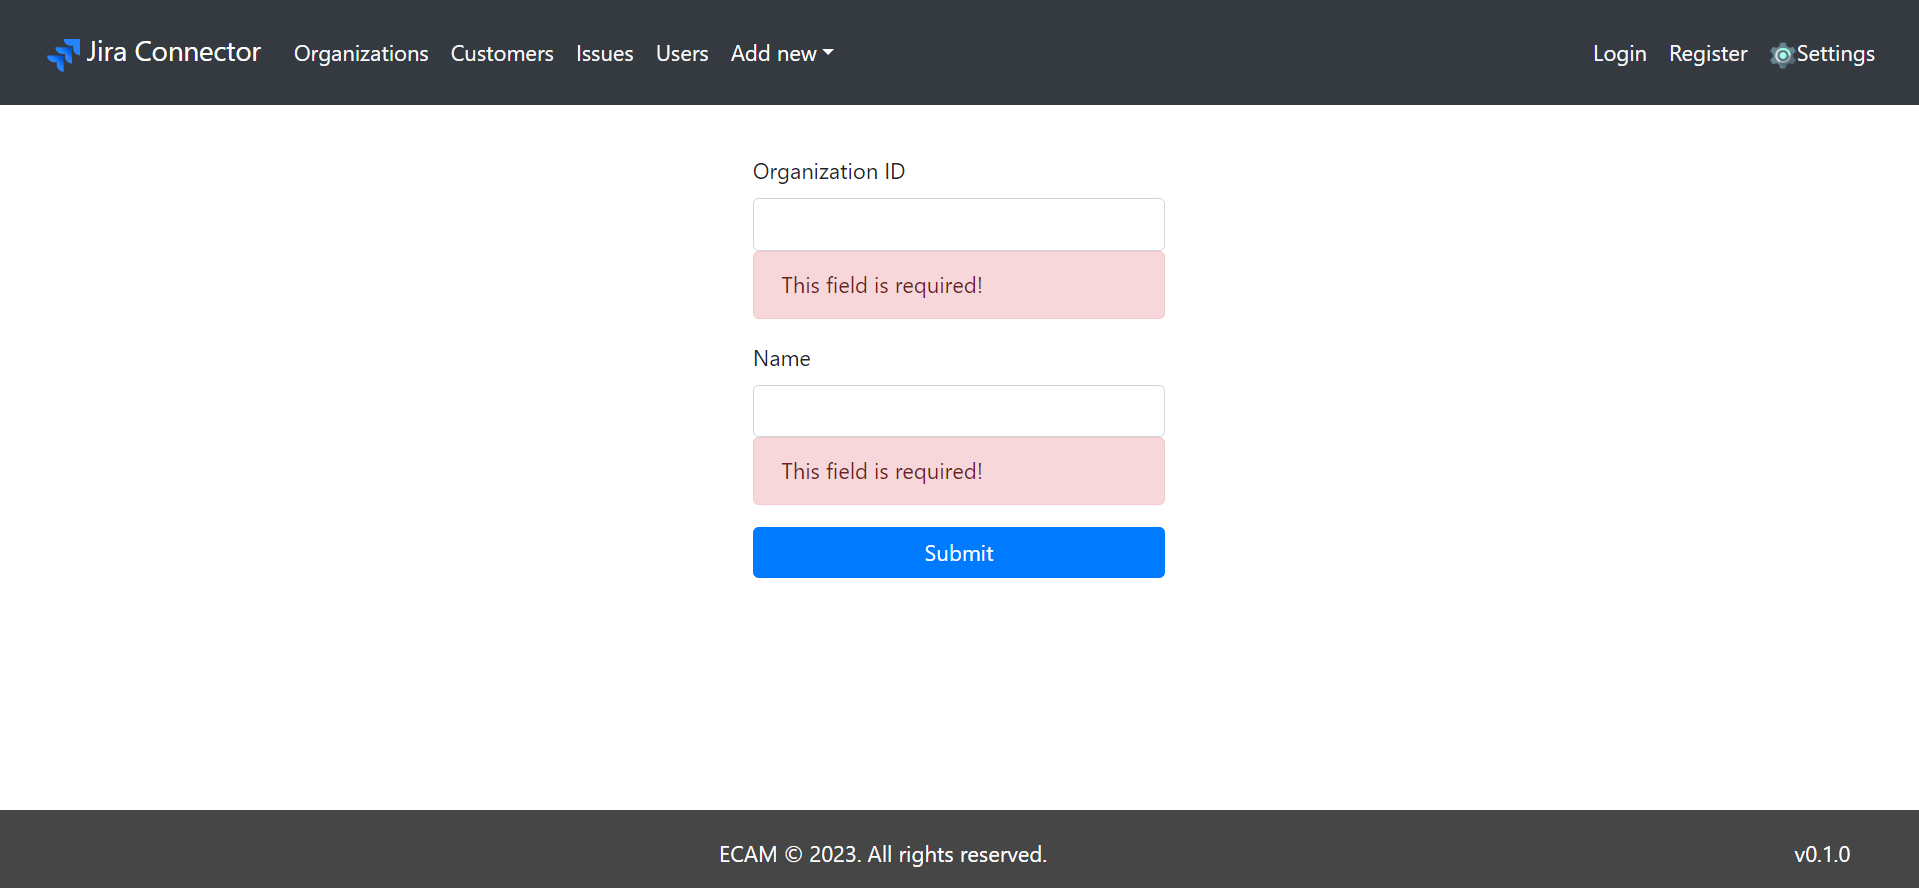 Jira Connector Organizations Customers Issues Users Add new Login Register Settings
Organization ID
This field is required!
Name
This field is required!
Submit
ECAM © 2023. All rights reserved. v0.1.0